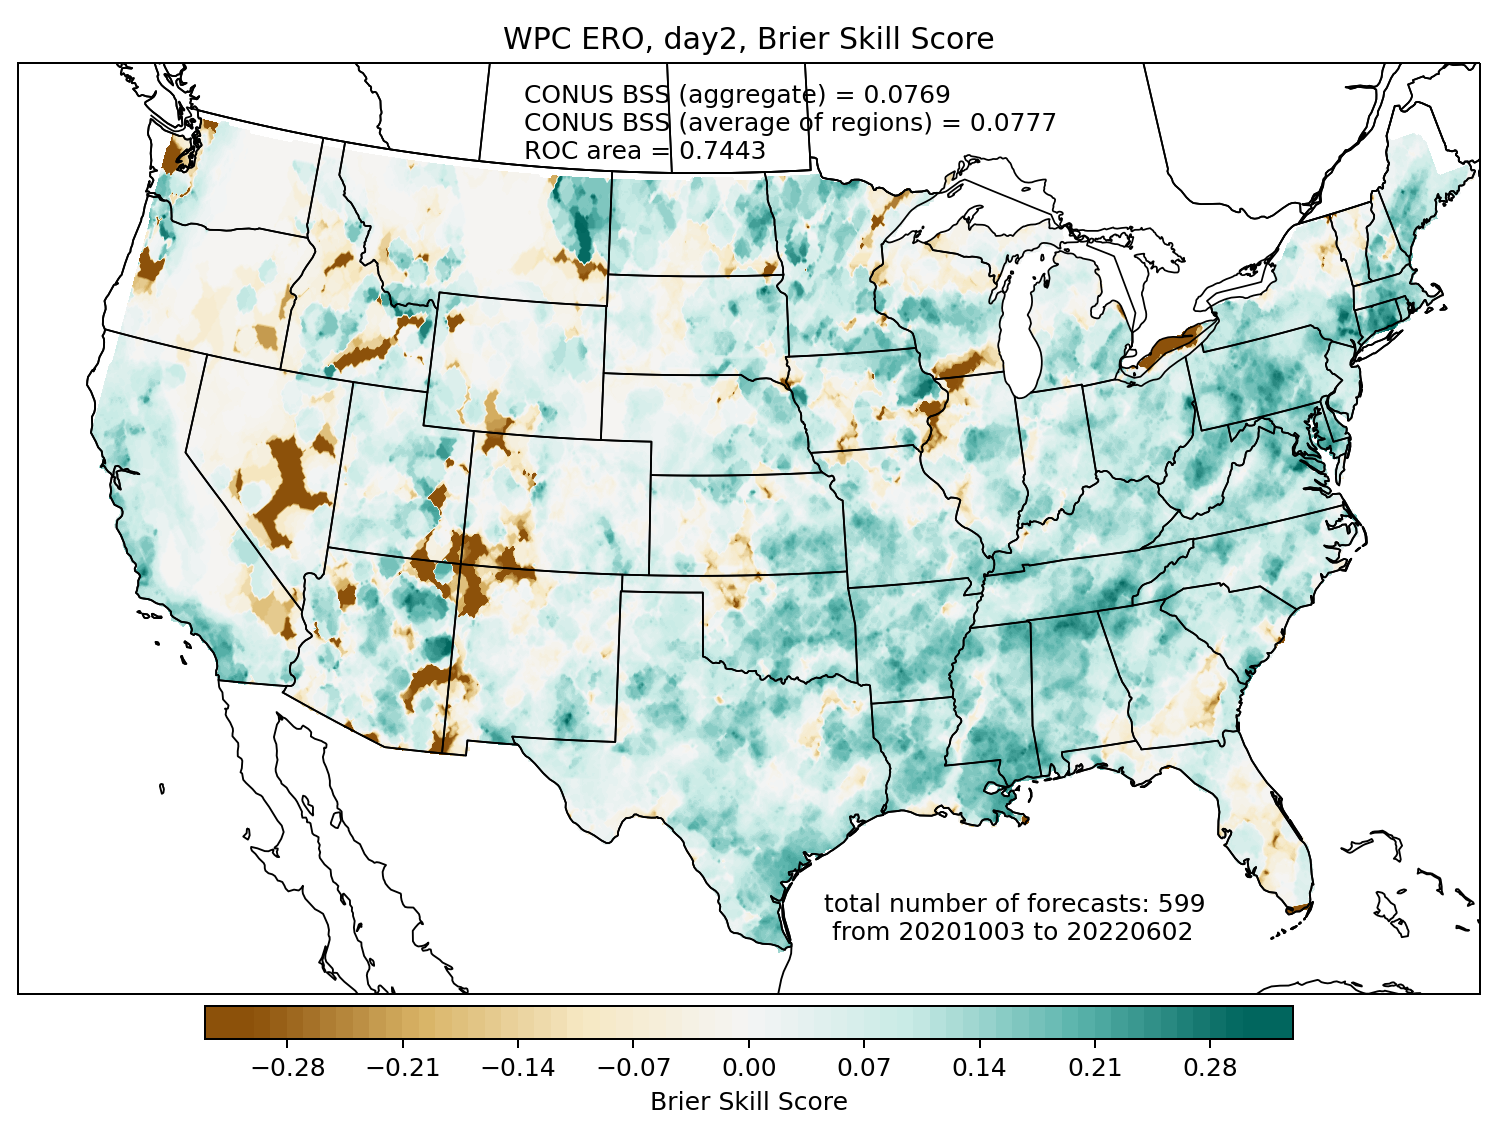 WPC ERO, day2, Brier Skill Score
CONUS BSS (aggregate) = 0.0769
CONUS BSS (average of regions) = 0.0777
ROC area = 0.7443
total number of forecasts: 599
from 20201003 to 20220602
−0.28 −0.21 −0.14 −0.07 0.00 0.07 0.14 0.21 0.28
Brier Skill Score